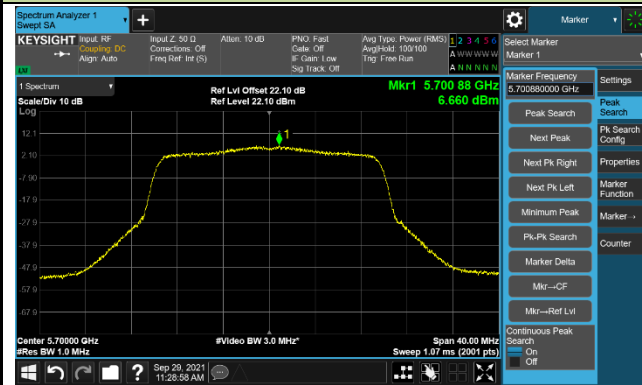 Spectrum Analyzer 1
Swept SA
+
Marker
KEYSIGHT
Input: RF
Coupling: DC
Align: Auto
Input Z: 50 Ω
Corrections: Off
Freq Ref: Int (S)
Atten: 10 dB
PNO: Fast
Gate: Off
IF Gain: Low
Sig Track: Off
Avg Type: Power (RMS)
Avg|Hold: 100/100
Trig: Free Run
1 2 3 4 5 6
A W W W W W
A N N N N N
LXI
Select Marker
Marker 1
1 Spectrum
Scale/Div 10 dB
Log
Ref Lvl Offset 22.10 dB
Ref Level 22.10 dBm
Mkr1 5.700 88 GHz
6.660 dBm
12.1
2.10
-7.90
-17.9
-27.9
-37.9
-47.9
-57.9
-67.9
1
Center 5.70000 GHz
#Res BW 1.0 MHz
#Video BW 3.0 MHz*
Span 40.00 MHz
Sweep 1.07 ms (2001 pts)
Marker Frequency
5.700880000 GHz
Peak Search
Next Peak
Next Pk Right
Next Pk Left
Minimum Peak
Pk-Pk Search
Marker Delta
Mkr→CF
Mkr→Ref Lvl
Continuous Peak
Search
On
Off
Settings
Peak
Search
Pk Search
Config
Properties
Marker
Function
Marker→
Counter
?
Sep 29, 2021
11:28:58 AM